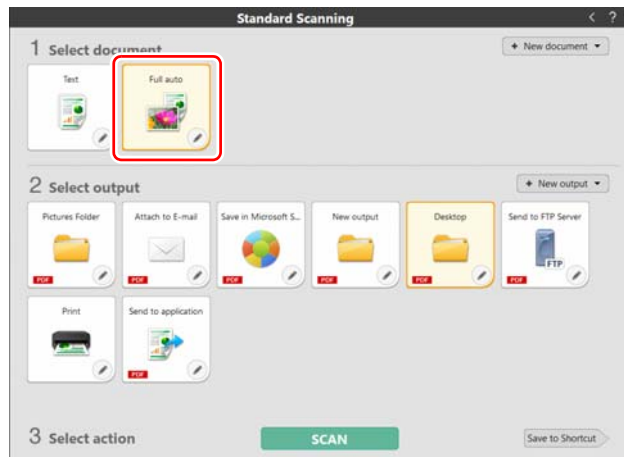 Standard Scanning < ?
1 Select document
+ New document
Text
Full auto
2 Select output
+ New output
Pictures Folder
Attach to E-mail
Save in Microsoft S...
New output
Desktop
Send to FTP Server
PDF
PDF
PDF
PDF
PDF
FTP
PDF
Print
Send to application
PDF
3 Select action
SCAN
Save to Shortcut